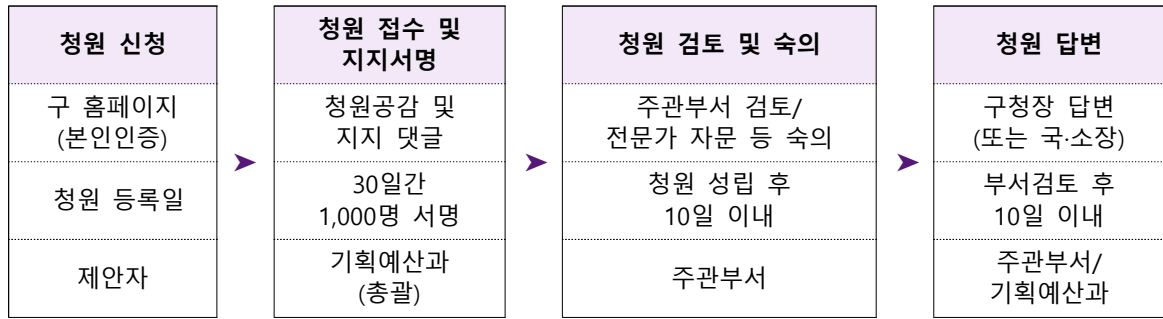 청원 신청
구 홈페이지
(본인인증)
청원 등록일
제안자
➤
청원 접수 및
지지서명
청원공감 및
지지 댓글
30일간
1,000명 서명
기획예산과
(총괄)
➤
청원 검토 및 숙의
주관부서 검토/
전문가 자문 등 숙의
청원 성립 후
10일 이내
주관부서
➤
청원 답변
구청장 답변
(또는 국·소장)
부서검토 후
10일 이내
주관부서/
기획예산과